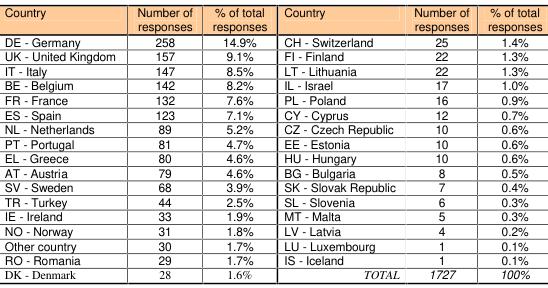 Country Number of responses % of total responses Country Number of responses % of total responses
DE - Germany 258 14.9% CH - Switzerland 25 1.4%
UK - United Kingdom 157 9.1% FI - Finland 22 1.3%
IT - Italy 147 8.5% LT - Lithuania 22 1.3%
BE - Belgium 142 8.2% IL - Israel 17 1.0%
FR - France 132 7.6% PL - Poland 16 0.9%
ES - Spain 123 7.1% CY - Cyprus 12 0.7%
NL - Netherlands 89 5.2% CZ - Czech Republic 10 0.6%
PT - Portugal 81 4.7% EE - Estonia 10 0.6%
EL - Greece 80 4.6% HU - Hungary 10 0.6%
AT - Austria 79 4.6% BG - Bulgaria 8 0.5%
SV - Sweden 68 3.9% SK - Slovak Republic 7 0.4%
TR - Turkey 44 2.5% SL - Slovenia 6 0.3%
IE - Ireland 33 1.9% MT - Malta 5 0.3%
NO - Norway 31 1.8% LV - Latvia 4 0.2%
Other country 30 1.7% LU - Luxembourg 1 0.1%
RO - Romania 29 1.7% IS - Iceland 1 0.1%
DK - Denmark 28 1.6% TOTAL 1727 100%